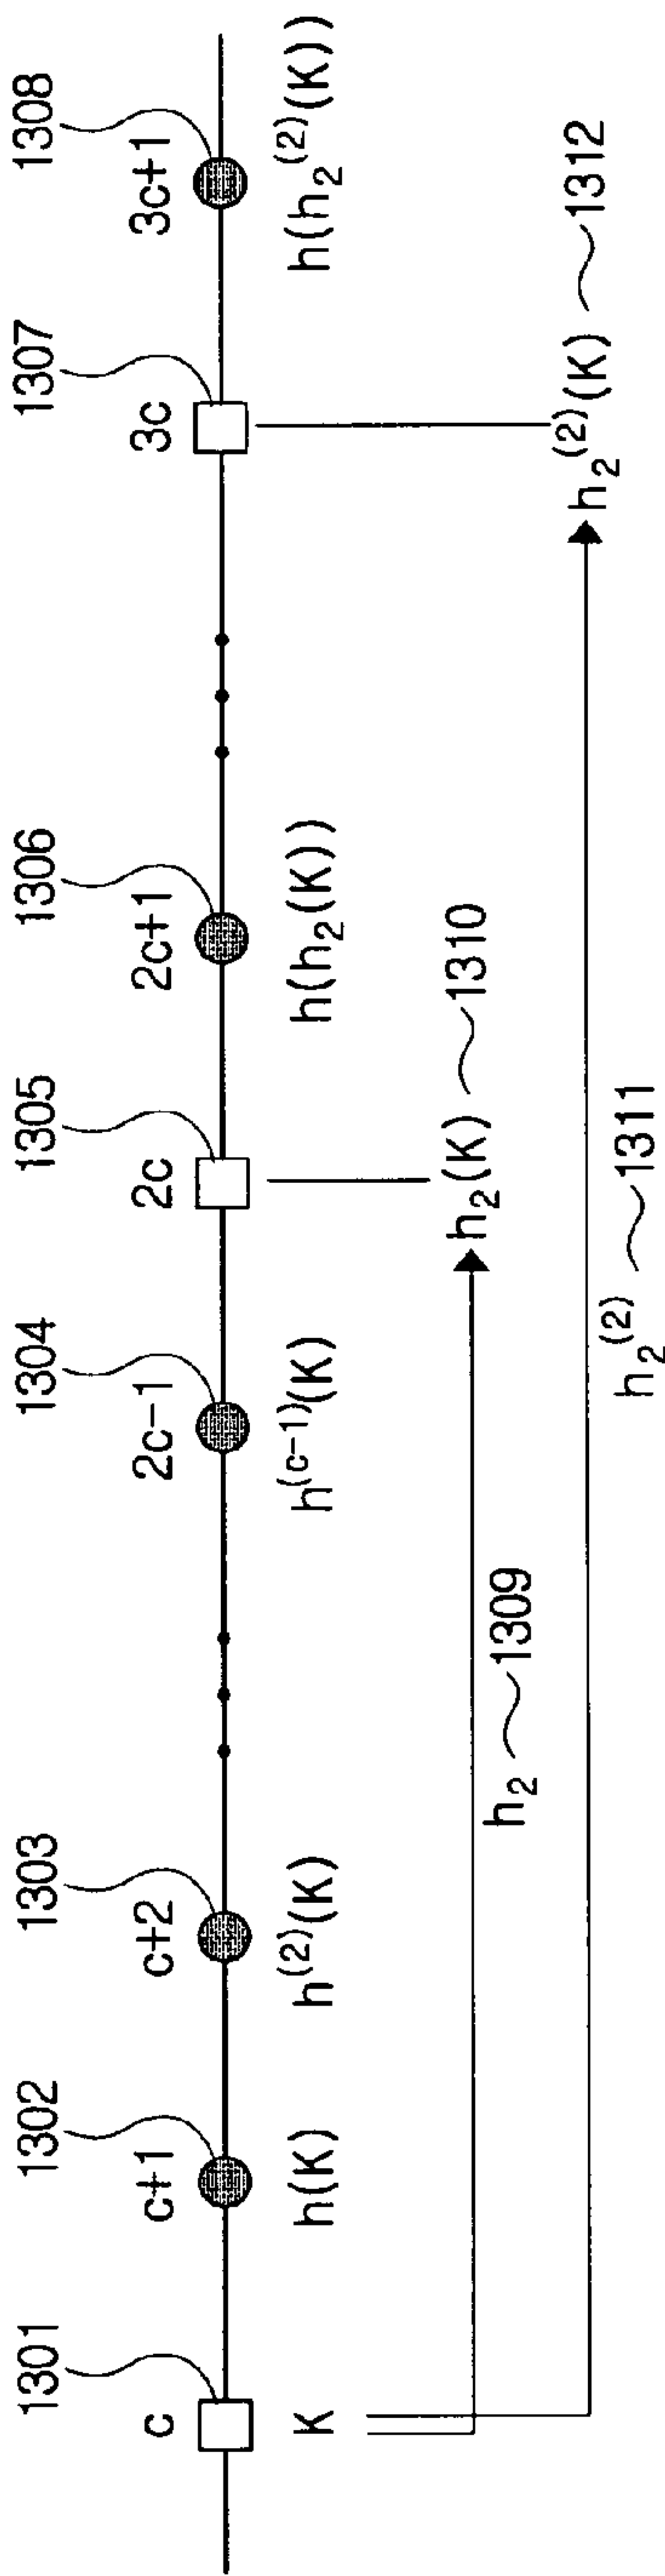 1301 1302 1303 1304 1305 1306 1307 1308
c c+1 c+2 2c-1 2c 2c+1 3c 3c+1
K h(K) h^(2)(K) h^(c-1)(K) h(h_2(K)) h(h_2^(2)(K))
h_2(K) 1310
h_2 1309
h_2^(2)(K) 1312
h_2^(2) 1311